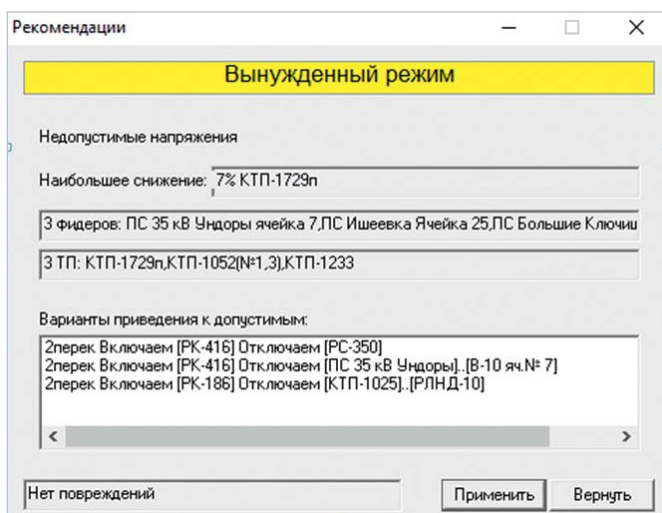 Рекомендации
Вынужденный режим
Недопустимые напряжения
Наибольшее снижение: 7% КТП-1729п
3 фидеров: ПС 35 кВ Ундоры ячейка 7,ПС Ишеевка Ячейка 25,ПС Большие Ключи
3 ТП: КТП-1729п,КТП-1052(№1,3),КТП-1233
Варианты приведения к допустимым:
2перек Включаем [РК-416] Отключаем [РС-350]
2перек Включаем [РК-416] Отключаем [ПС 35 кВ Ундоры]..[В-10 яч.№ 7]
2перек Включаем [РК-186] Отключаем [КТП-1025]..[РЛНД-10]
Нет повреждений
Применить Вернуть